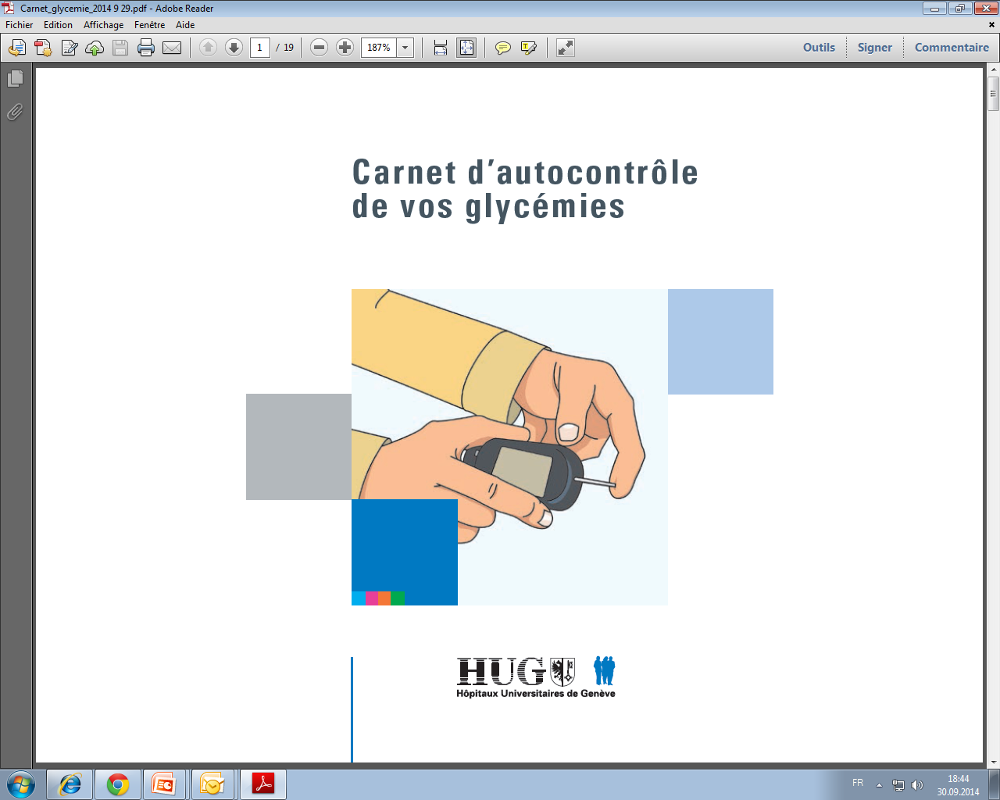 Carnet_glycemie_2014 9 29.pdf - Adobe Reader
Fichier Edition Affichage Fenêtre Aide
1 / 19 187% Outils Signer Commentaire
Carnet d’autocontrôle
de vos glycémies
HUG
Hôpitaux Universitaires de Genève
FR 18:44
30.09.2014